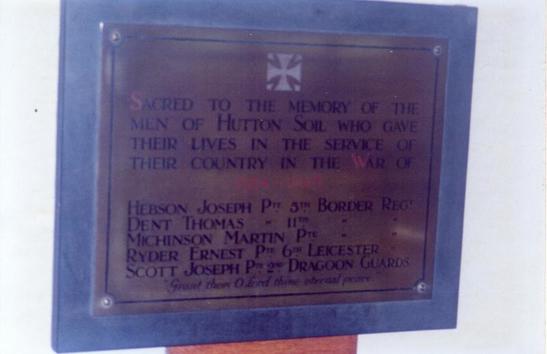 SACRED TO THE MEMORY OF THE
MEN OF HUTTON SOIL WHO GAVE
THEIR LIVES IN THE SERVICE OF
THEIR COUNTRY IN THE WAR OF
HEBSON JOSEPH PTE 5TH BORDER REGT
DENT THOMAS " 11TH " "
MICHINSON MARTIN PTE " "
RYDER ERNEST PTE 6TH LEICESTER "
SCOTT JOSEPH PTE 2ND DRAGOON GUARDS
"Grant them O Lord thine eternal peace